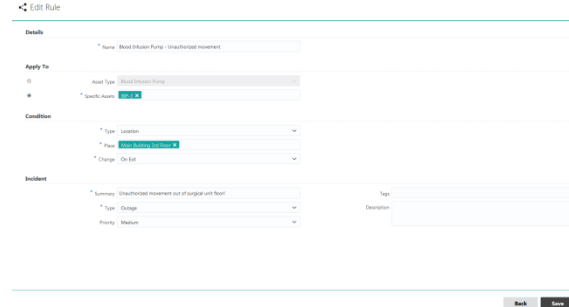 Edit Rule
Details
* Name Blood Infusion Pump - Unauthorized movement
Apply To
Asset Type Blood Infusion Pump
* Specific Assets BIP-3 ×
Condition
* Type Location
* Place Main Building 3rd Floor ×
* Change On Exit
Incident
* Summary Unauthorized movement out of surgical unit floor! Tags
* Type Outage Description
Priority Medium
Back Save